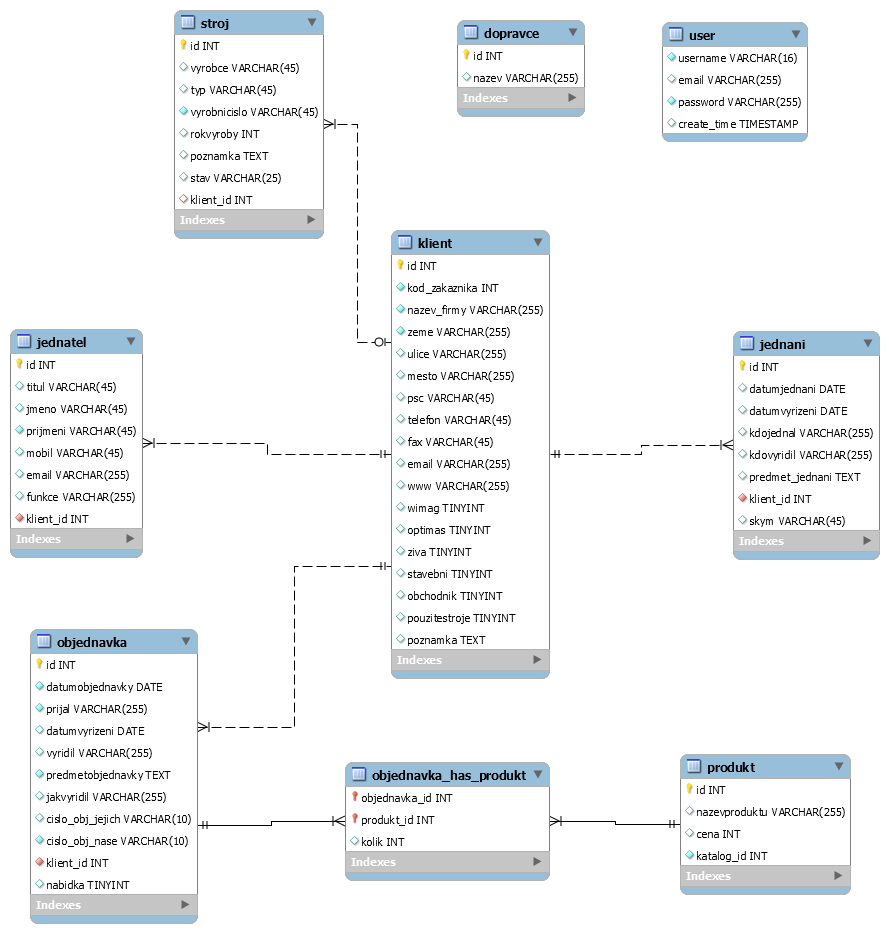 stroj
id INT
vyrobce VARCHAR(45)
typ VARCHAR(45)
vyrobnicislo VARCHAR(45)
rokvyroby INT
poznamka TEXT
stav VARCHAR(25)
klient_id INT
Indexes
dopravce
id INT
nazev VARCHAR(255)
Indexes
user
username VARCHAR(16)
email VARCHAR(255)
password VARCHAR(255)
create_time TIMESTAMP
klient
id INT
kod_zakaznika INT
nazev_firmy VARCHAR(255)
zeme VARCHAR(255)
ulice VARCHAR(255)
mesto VARCHAR(255)
psc VARCHAR(45)
telefon VARCHAR(45)
fax VARCHAR(45)
email VARCHAR(255)
www VARCHAR(255)
wimag TINYINT
optimas TINYINT
ziva TINYINT
stavebni TINYINT
obchodnik TINYINT
pouzitestroje TINYINT
poznamka TEXT
Indexes
jednatel
id INT
titul VARCHAR(45)
jmeno VARCHAR(45)
prijmeni VARCHAR(45)
mobil VARCHAR(45)
email VARCHAR(255)
funkce VARCHAR(255)
klient_id INT
Indexes
jednani
id INT
datumjednani DATE
datumvyrizeni DATE
kdojednal VARCHAR(255)
kdovyridil VARCHAR(255)
predmet_jednani TEXT
klient_id INT
skym VARCHAR(45)
Indexes
objednavka
id INT
datumobjednavky DATE
prijal VARCHAR(255)
datumvyrizeni DATE
vyridil VARCHAR(255)
predmetobjednavky TEXT
jakvyridil VARCHAR(255)
cislo_obj_jejich VARCHAR(10)
cislo_obj_nase VARCHAR(10)
klient_id INT
nabidka TINYINT
Indexes
objednavka_has_produkt
objednavka_id INT
produkt_id INT
kolik INT
Indexes
produkt
id INT
nazevproduktu VARCHAR(255)
cena INT
katalog_id INT
Indexes